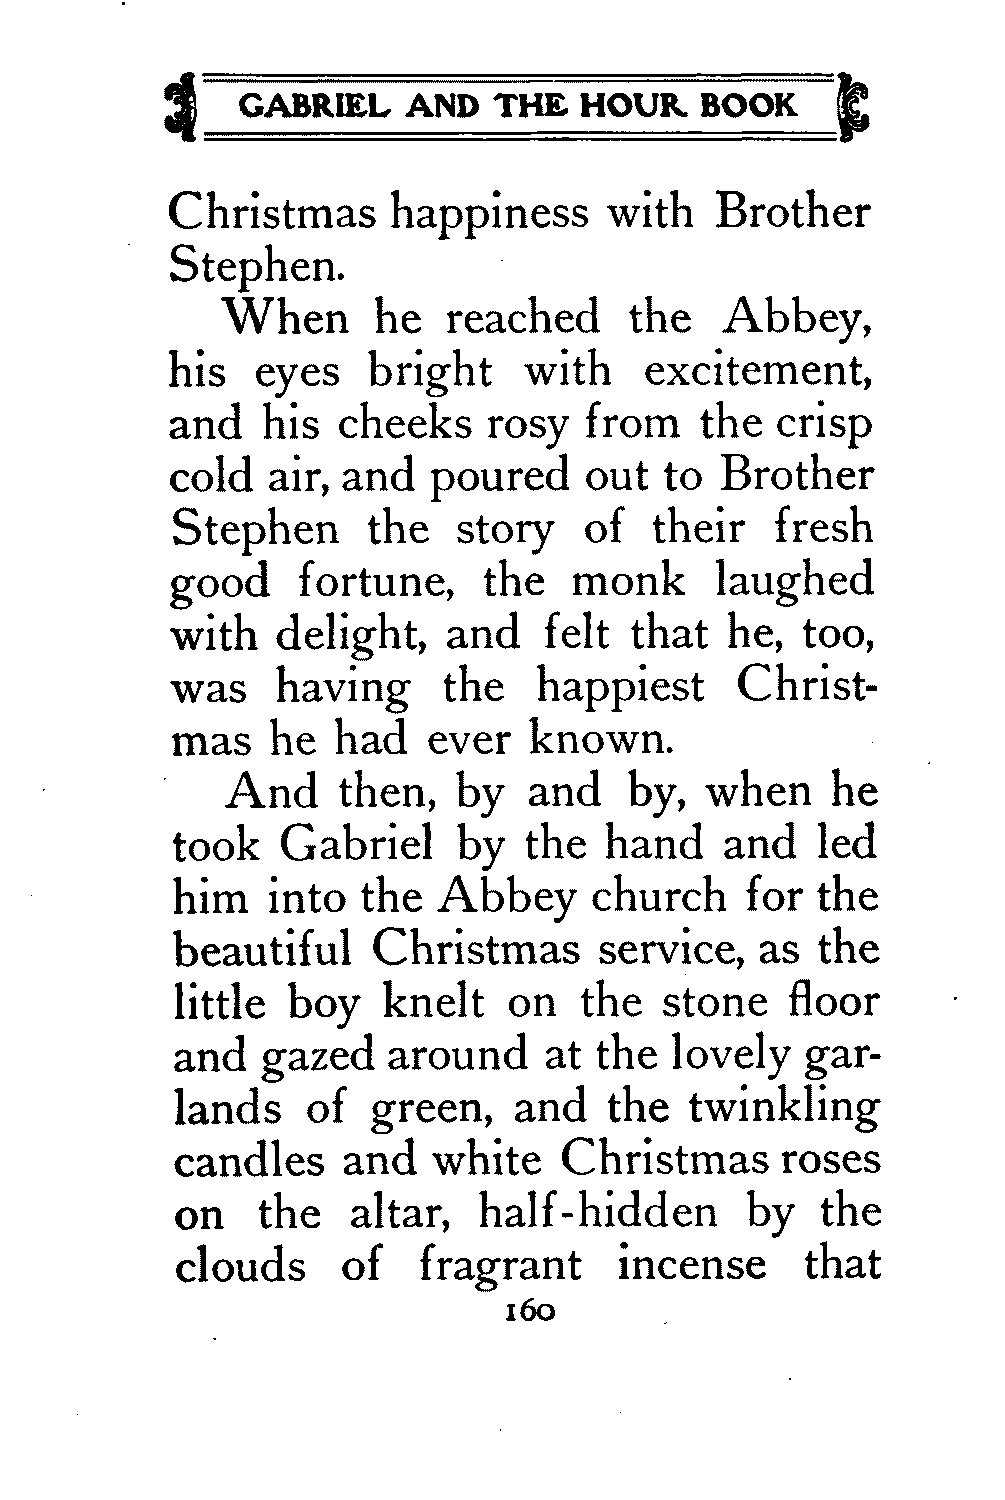 GABRIEL AND THE HOUR BOOK
Christmas happiness with Brother
Stephen.
When he reached the Abbey,
his eyes bright with excitement,
and his cheeks rosy from the crisp
cold air, and poured out to Brother
Stephen the story of their fresh
good fortune, the monk laughed
with delight, and felt that he, too,
was having the happiest Christ-
mas he had ever known.
And then, by and by, when he
took Gabriel by the hand and led
him into the Abbey church for the
beautiful Christmas service, as the
little boy knelt on the stone floor
and gazed around at the lovely gar-
lands of green, and the twinkling
candles and white Christmas roses
on the altar, half-hidden by the
clouds of fragrant incense that
160